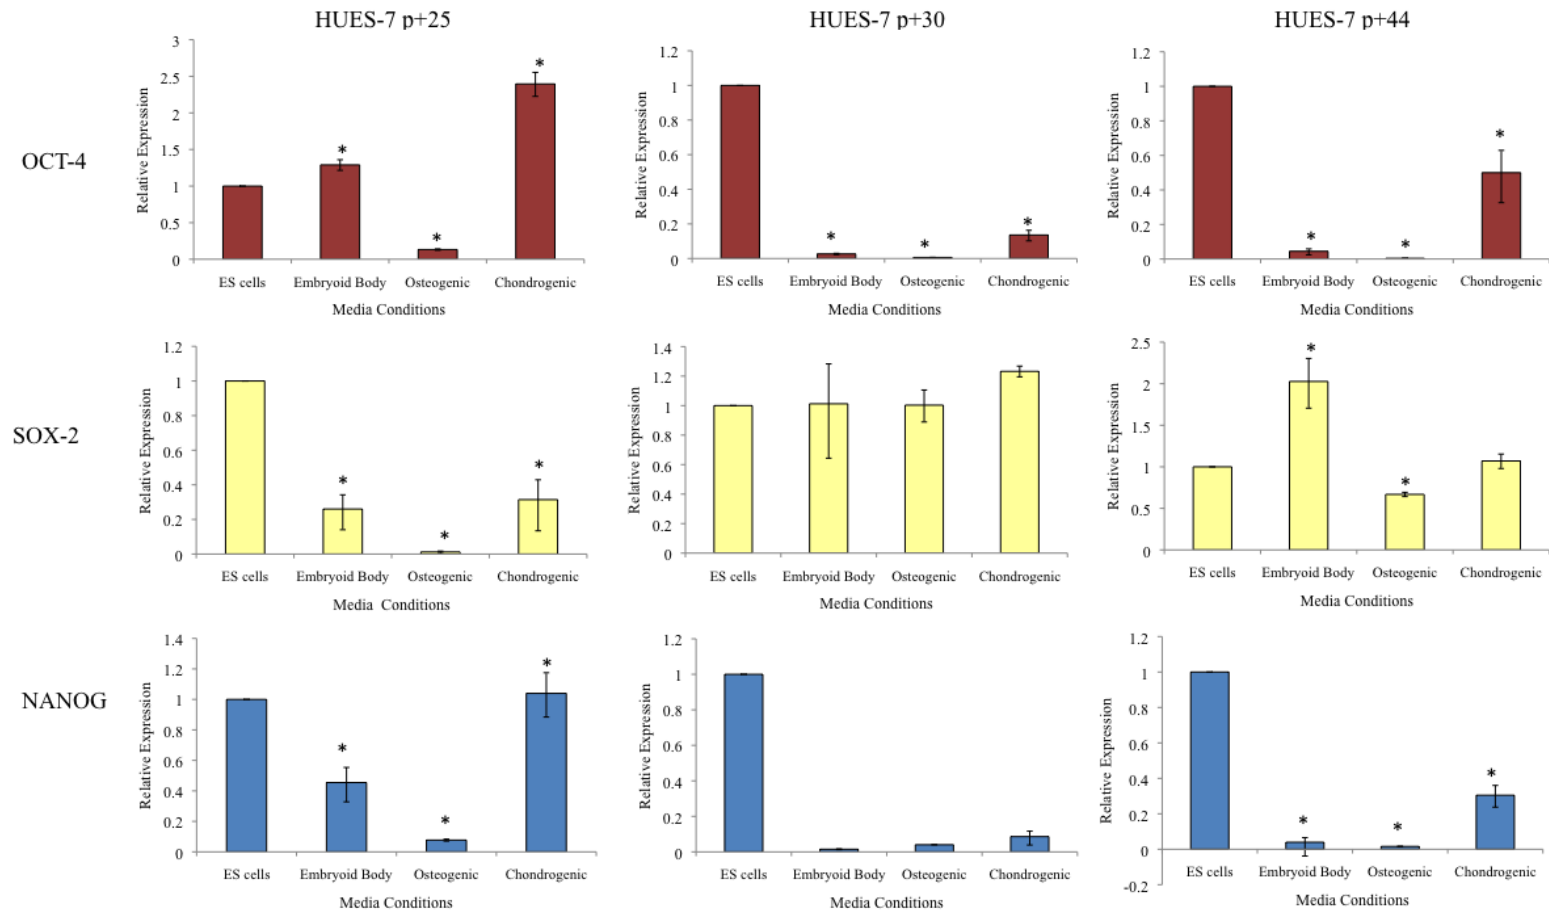 HUES-7 p+25
HUES-7 p+30
HUES-7 p+44
OCT-4
Relative Expression
3
2.5
2
1.5
1
0.5
0
*
*
*
ES cells Embryoid Body Osteogenic Chondrogenic
Media Conditions
Relative Expression
1.2
1
0.8
0.6
0.4
0.2
0
*
*
*
ES cells Embryoid Body Osteogenic Chondrogenic
Media Conditions
Relative Expression
1.2
1
0.8
0.6
0.4
0.2
0
*
*
*
ES cells Embryoid Body Osteogenic Chondrogenic
Media Conditions
SOX-2
Relative Expression
1.2
1
0.8
0.6
0.4
0.2
0
*
*
*
ES cells Embryoid Body Osteogenic Chondrogenic
Media Conditions
Relative Expression
1.4
1.2
1
0.8
0.6
0.4
0.2
0
ES cells Embryoid Body Osteogenic Chondrogenic
Media Conditions
Relative Expression
2.5
2
1.5
1
0.5
0
*
*
ES cells Embryoid Body Osteogenic Chondrogenic
Media Conditions
NANOG
Relative Expression
1.4
1.2
1
0.8
0.6
0.4
0.2
0
*
*
*
ES cells Embryoid Body Osteogenic Chondrogenic
Media Conditions
Relative Expression
1.2
1
0.8
0.6
0.4
0.2
0
ES cells Embryoid Body Osteogenic Chondrogenic
Media Conditions
Relative Expression
1.2
1
0.8
0.6
0.4
0.2
0
-0.2
*
*
*
ES cells Embryoid Body Osteogenic Chondrogenic
Media Conditions